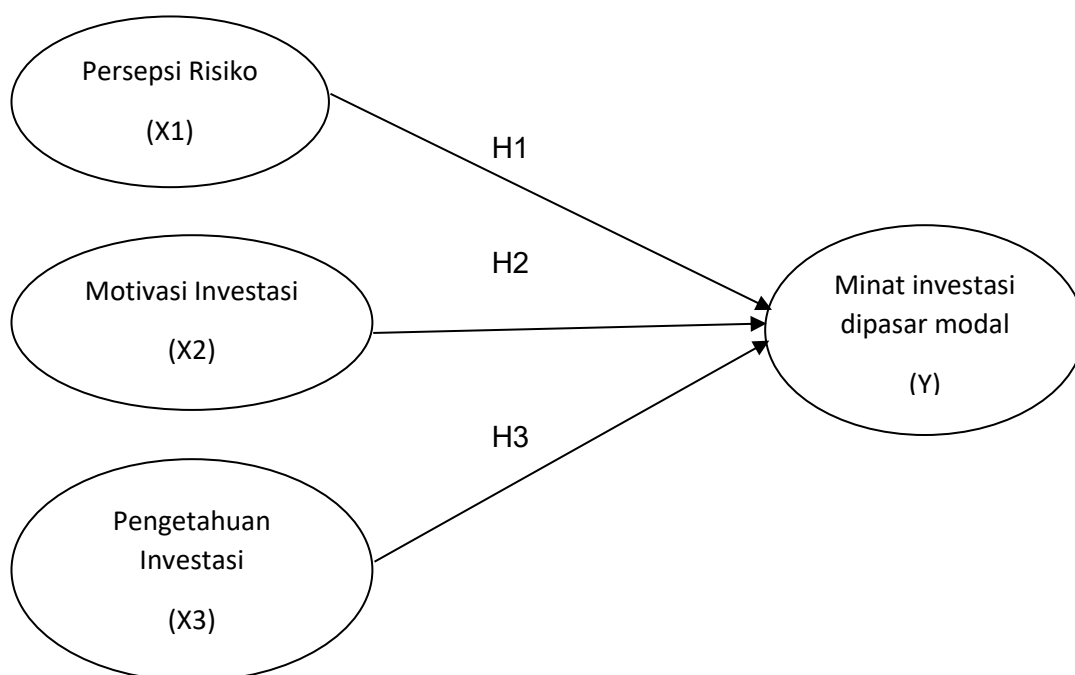 Persepsi Risiko
(X1)
H1
H2
Motivasi Investasi
(X2)
Minat investasi
dipasar modal
(Y)
H3
Pengetahuan
Investasi
(X3)